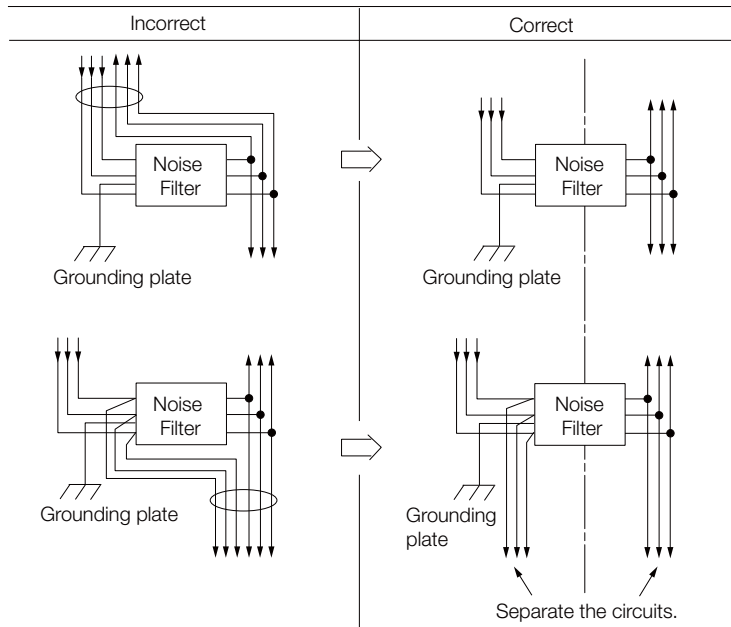 Incorrect
Correct
Noise
Filter
Grounding plate
Noise
Filter
Grounding plate
Noise
Filter
Grounding plate
Noise
Filter
Grounding
plate
Separate the circuits.